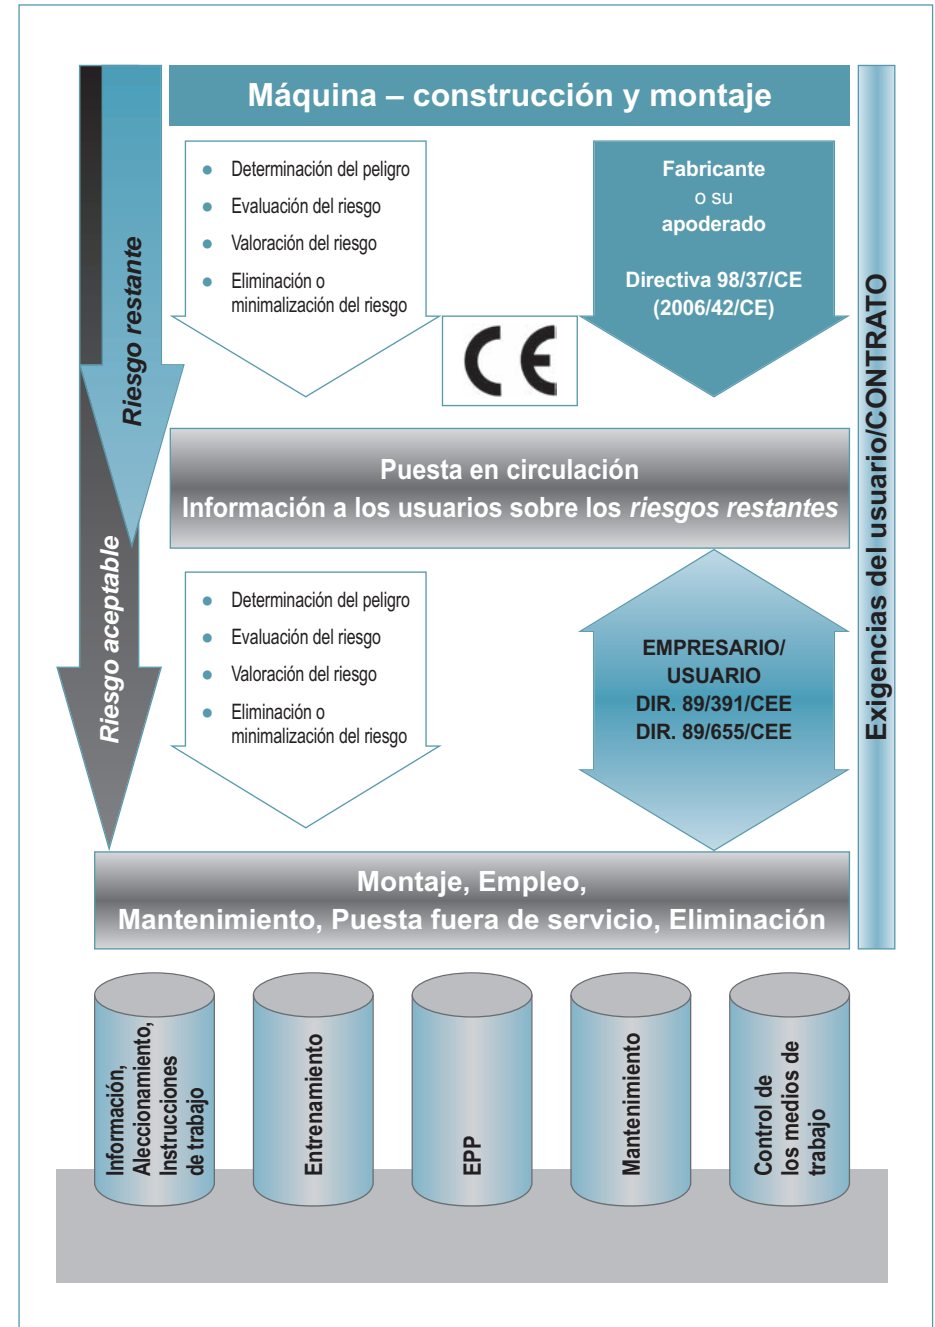 Máquina – construcción y montaje
Determinación del peligro
Evaluación del riesgo
Valoración del riesgo
Eliminación o
minimalización del riesgo
Fabricante
o su
apoderado
Directiva 98/37/CE
(2006/42/CE)
CE
Riesgo restante
Riesgo aceptable
Exigencias del usuario/CONTRATO
Puesta en circulación
Información a los usuarios sobre los riesgos restantes
Determinación del peligro
Evaluación del riesgo
Valoración del riesgo
Eliminación o
minimalización del riesgo
EMPRESARIO/
USUARIO
DIR. 89/391/CEE
DIR. 89/655/CEE
Montaje, Empleo,
Mantenimiento, Puesta fuera de servicio, Eliminación
Información,
Aleccionamiento,
Instrucciones
de trabajo
Entrenamiento
EPP
Mantenimiento
Control de
los medios de
trabajo